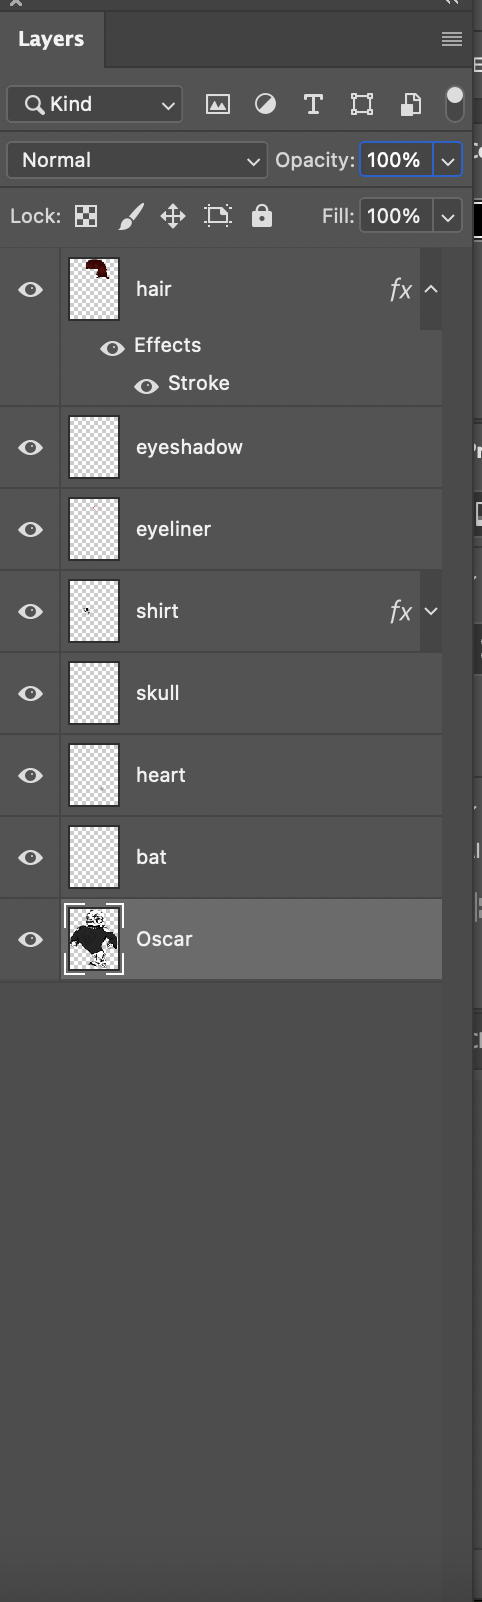 Layers
Kind
Normal Opacity: 100%
Lock: Fill: 100%
hair fx
Effects
Stroke
eyeshadow
eyeliner
shirt fx
skull
heart
bat
Oscar